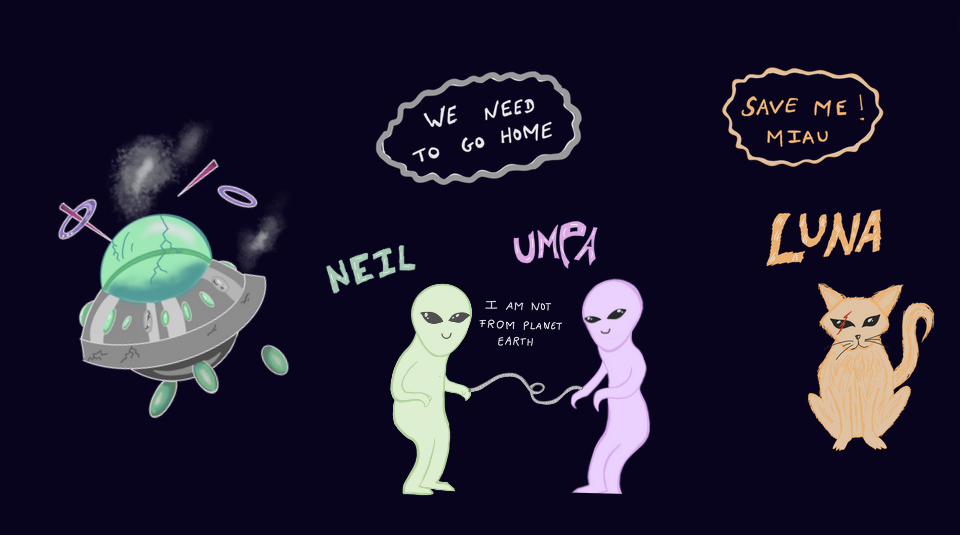 WE NEED
TO GO HOME
SAVE ME!
MIAU
LUNA
UMPA
NEIL
I AM NOT
FROM PLANET
EARTH